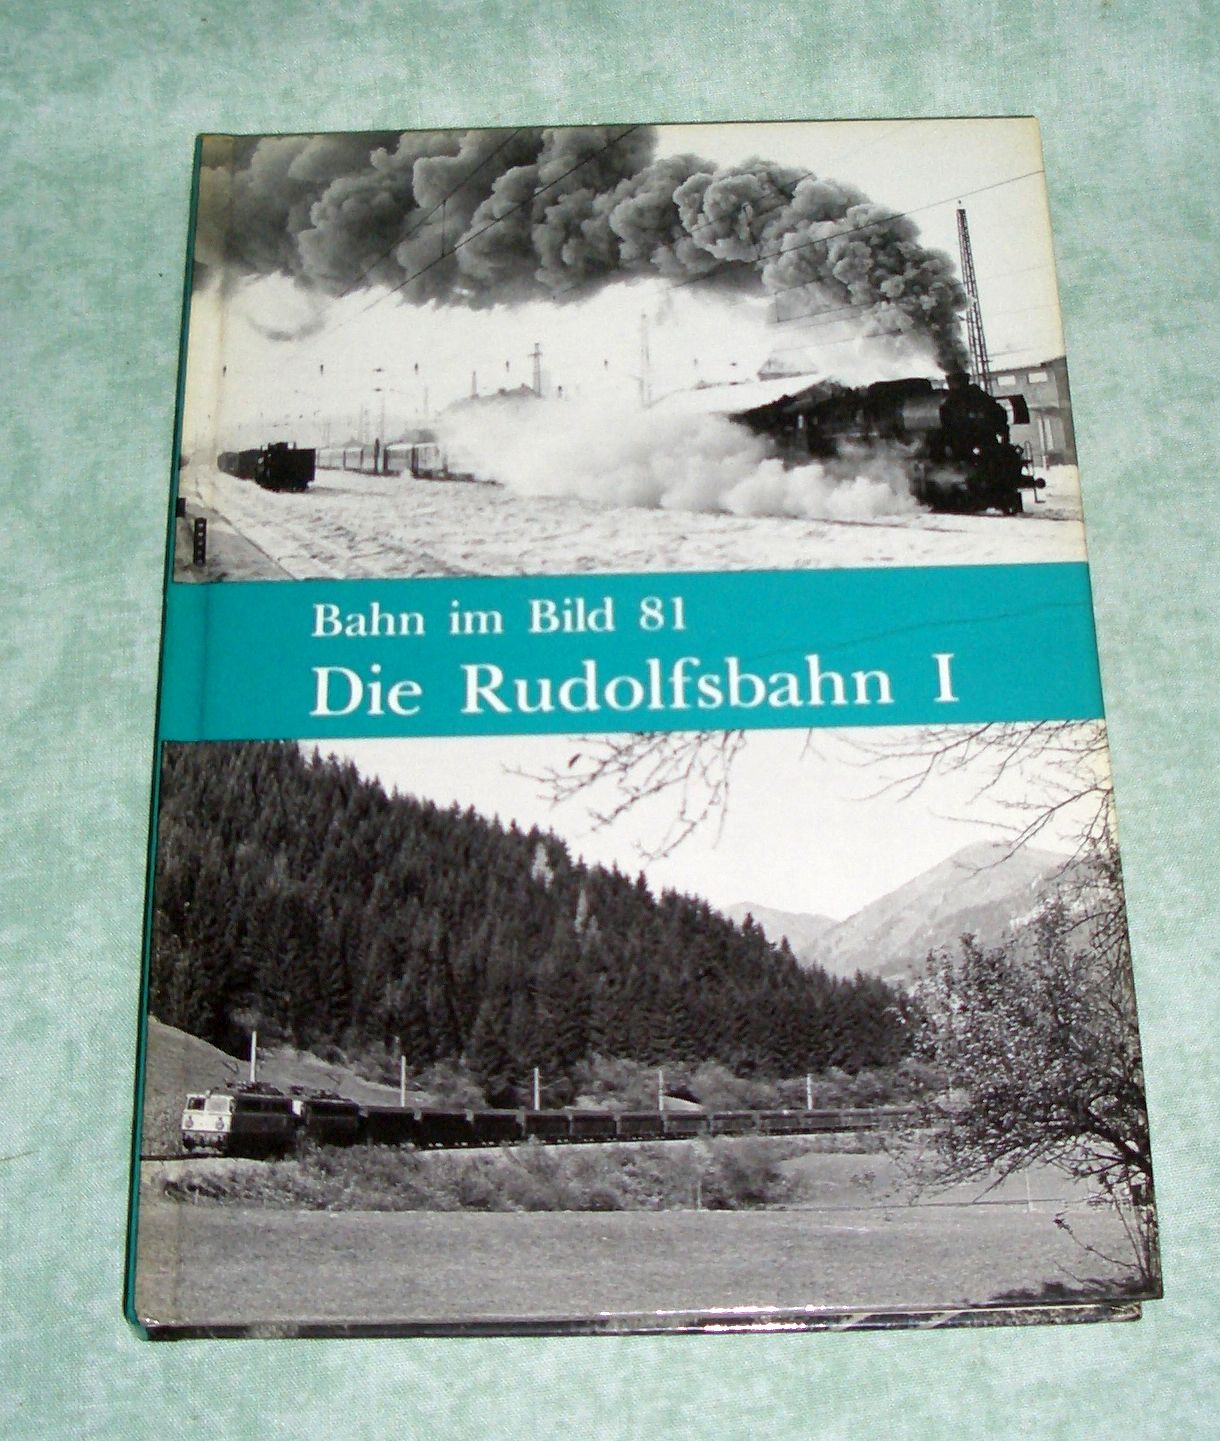 Bahn im Bild 81
Die Rudolfsbahn I